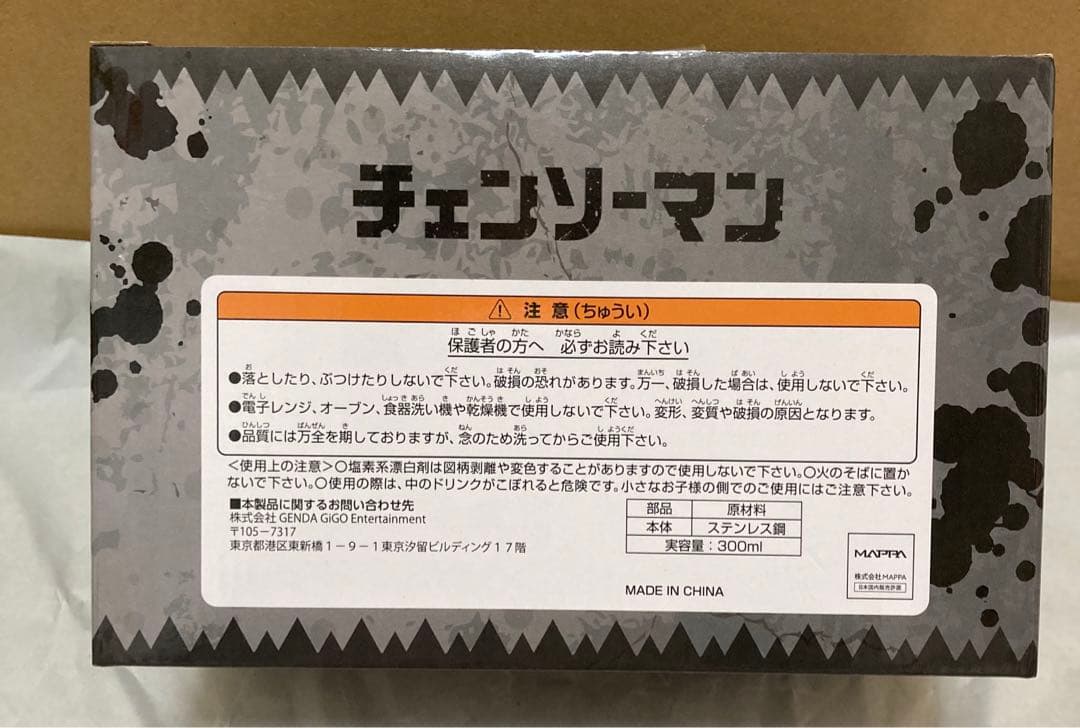 チェンソーマン
⚠ 注 意（ちゅうい）
保護者の方へ 必ずお読み下さい
●落としたり、ぶつけたりしないで下さい。破損の恐れがあります。万一、破損した場合は、使用しないで下さい。
●電子レンジ、オーブン、食器洗い機や乾燥機で使用しないで下さい。変形、変質や破損の原因となります。
●品質には万全を期しておりますが、念のため洗ってからご使用下さい。
＜使用上の注意＞○塩素系漂白剤は図柄剥離や変色することがありますので使用しないで下さい。○火のそばに置か
ないで下さい。○使用の際は、中のドリンクがこぼれると危険です。小さなお子様の側でのご使用にはご注意下さい。
■本製品に関するお問い合わせ先
株式会社 GENDA GiGO Entertainment
〒105－7317
東京都港区東新橋１－９－１東京汐留ビルディング１７階
部品 原材料
本体 ステンレス鋼
実容量：300ml
MADE IN CHINA
MAPPA
株式会社MAPPA
日本国内販売許諾